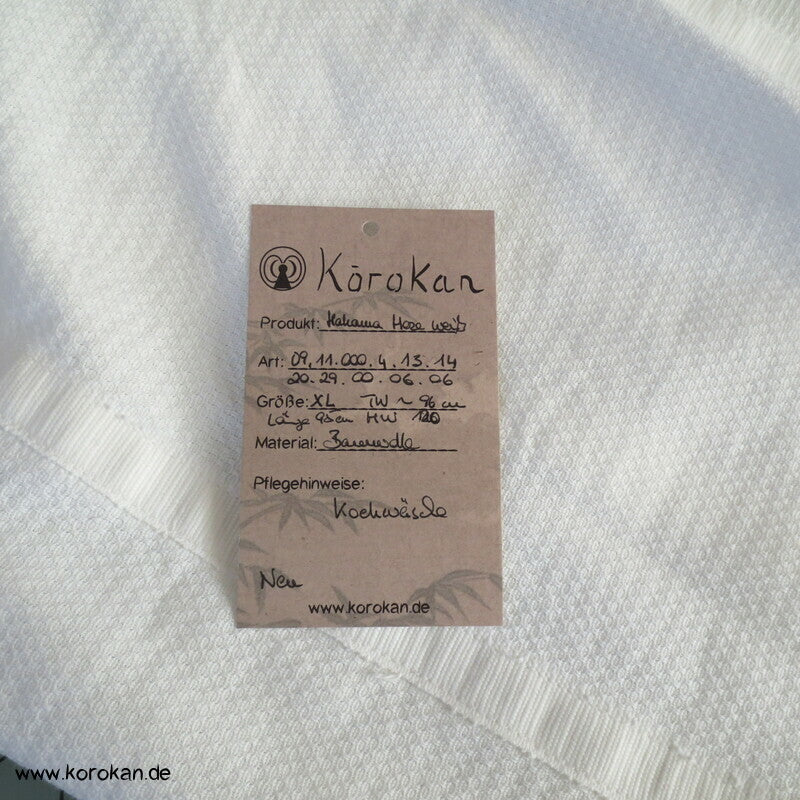 Kōrokan
Produkt: Hakama Hose weiß
Art: 09.11.000.4.13.14
20.29.00.06.06
Größe: XL TW ~ 96 cm
Länge 95cm HW 120
Material: Baumwolle
Pflegehinweise:
Kochwäsche
Neu
www.korokan.de
www.korokan.de